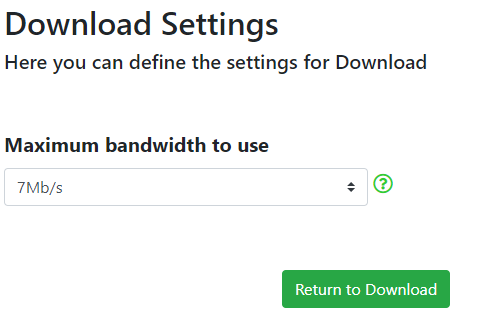 Download Settings
Here you can define the settings for Download
Maximum bandwidth to use
7Mb/s
?
Return to Download